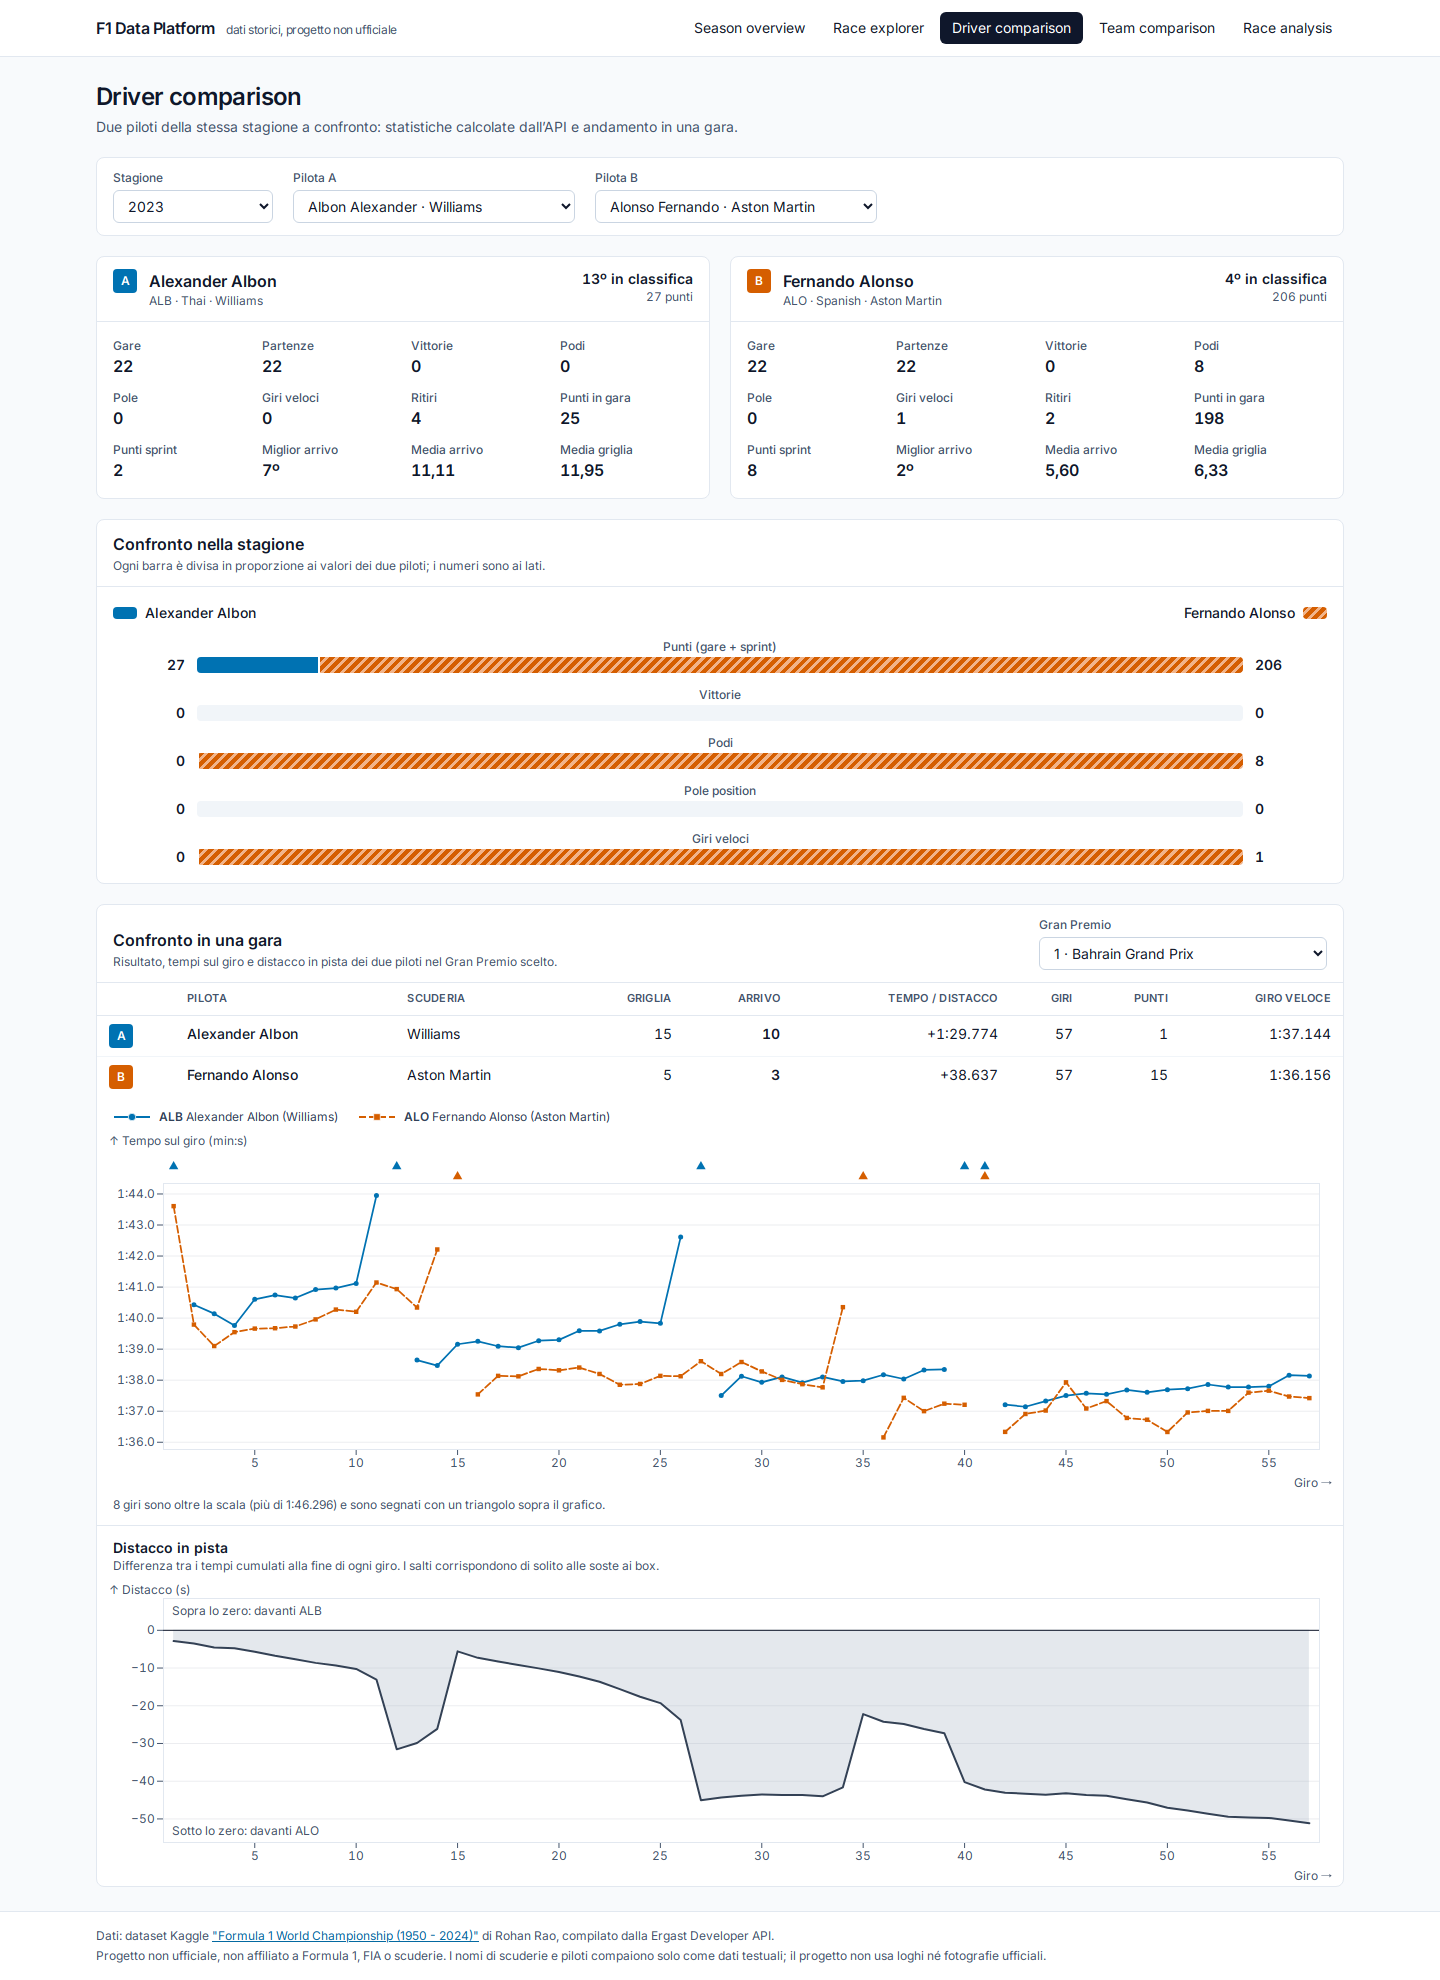 F1 Data Platform dati storici, progetto non ufficiale Season overview Race explorer Driver comparison Team comparison Race analysis
Driver comparison
Due piloti della stessa stagione a confronto: statistiche calcolate dall'API e andamento in una gara.
Stagione Pilota A Pilota B
2023 Albon Alexander · Williams Alonso Fernando · Aston Martin
A Alexander Albon 13º in classifica
ALB · Thai · Williams 27 punti
Gare Partenze Vittorie Podi
22 22 0 0
Pole Giri veloci Ritiri Punti in gara
0 0 4 25
Punti sprint Miglior arrivo Media arrivo Media griglia
2 7º 11,11 11,95
B Fernando Alonso 4º in classifica
ALO · Spanish · Aston Martin 206 punti
Gare Partenze Vittorie Podi
22 22 0 8
Pole Giri veloci Ritiri Punti in gara
0 1 2 198
Punti sprint Miglior arrivo Media arrivo Media griglia
8 2º 5,60 6,33
Confronto nella stagione
Ogni barra è divisa in proporzione ai valori dei due piloti; i numeri sono ai lati.
Alexander Albon Fernando Alonso
Punti (gare + sprint)
27 206
Vittorie
0 0
Podi
0 8
Pole position
0 0
Giri veloci
0 1
Confronto in una gara
Risultato, tempi sul giro e distacco in pista dei due piloti nel Gran Premio scelto.
Gran Premio
1 · Bahrain Grand Prix
PILOTA SCUDERIA GRIGLIA ARRIVO TEMPO / DISTACCO GIRI PUNTI GIRO VELOCE
A Alexander Albon Williams 15 10 +1:29.774 57 1 1:37.144
B Fernando Alonso Aston Martin 5 3 +38.637 57 15 1:36.156
ALB Alexander Albon (Williams) ALO Fernando Alonso (Aston Martin)
↑ Tempo sul giro (min:s)
1:44.0
1:43.0
1:42.0
1:41.0
1:40.0
1:39.0
1:38.0
1:37.0
1:36.0
5 10 15 20 25 30 35 40 45 50 55
Giro →
8 giri sono oltre la scala (più di 1:46.296) e sono segnati con un triangolo sopra il grafico.
Distacco in pista
Differenza tra i tempi cumulati alla fine di ogni giro. I salti corrispondono di solito alle soste ai box.
↑ Distacco (s)
Sopra lo zero: davanti ALB
0
−10
−20
−30
−40
−50
Sotto lo zero: davanti ALO
5 10 15 20 25 30 35 40 45 50 55
Giro →
Dati: dataset Kaggle "Formula 1 World Championship (1950 - 2024)" di Rohan Rao, compilato dalla Ergast Developer API.
Progetto non ufficiale, non affiliato a Formula 1, FIA o scuderie. I nomi di scuderie e piloti compaiono solo come dati testuali; il progetto non usa loghi né fotografie ufficiali.